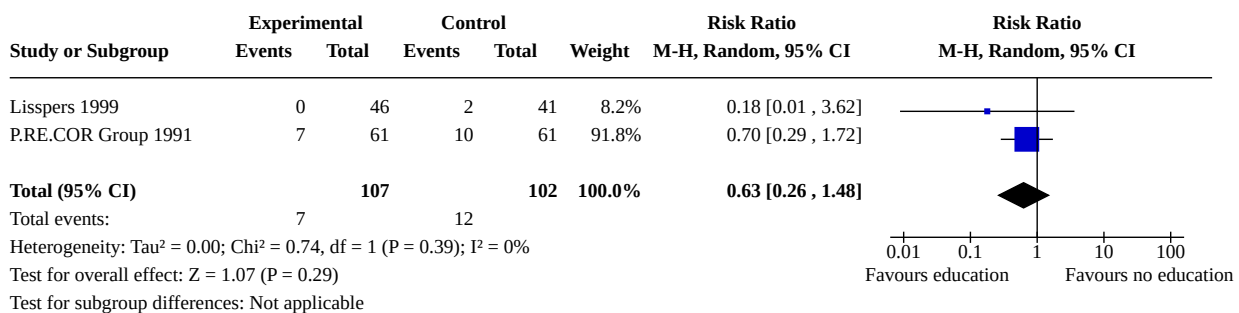 Experimental Control Risk Ratio Risk Ratio
Study or Subgroup Events Total Events Total Weight M-H, Random, 95% CI M-H, Random, 95% CI
Lisspers 1999 0 46 2 41 8.2% 0.18 [0.01 , 3.62]
P.RE.COR Group 1991 7 61 10 61 91.8% 0.70 [0.29 , 1.72]
Total (95% CI) 107 102 100.0% 0.63 [0.26 , 1.48]
Total events: 7 12
Heterogeneity: Tau² = 0.00; Chi² = 0.74, df = 1 (P = 0.39); I² = 0%
0.01 0.1 1 10 100
Test for overall effect: Z = 1.07 (P = 0.29)
Favours education Favours no education
Test for subgroup differences: Not applicable